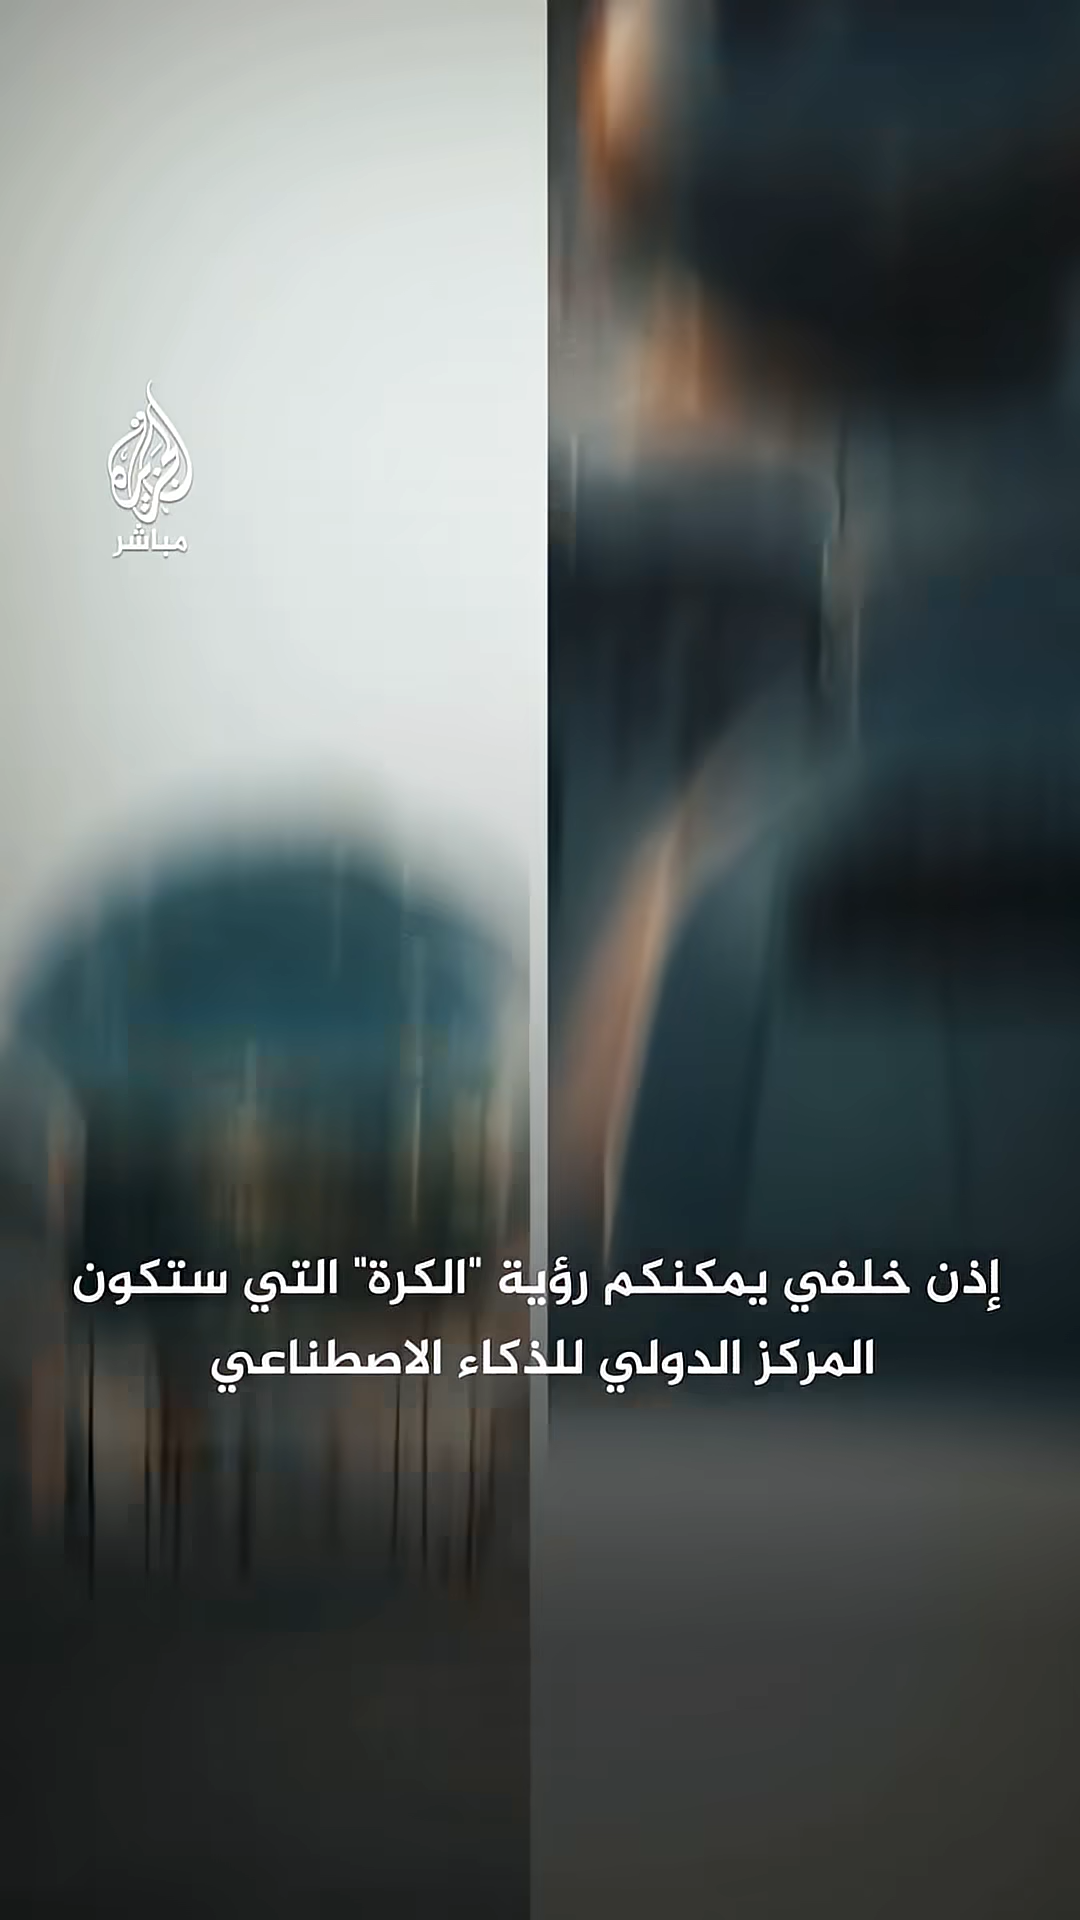 الجزيرة
مباشر
إذن خلفي يمكنكم رؤية "الكرة" التي ستكون
المركز الدولي للذكاء الاصطناعي